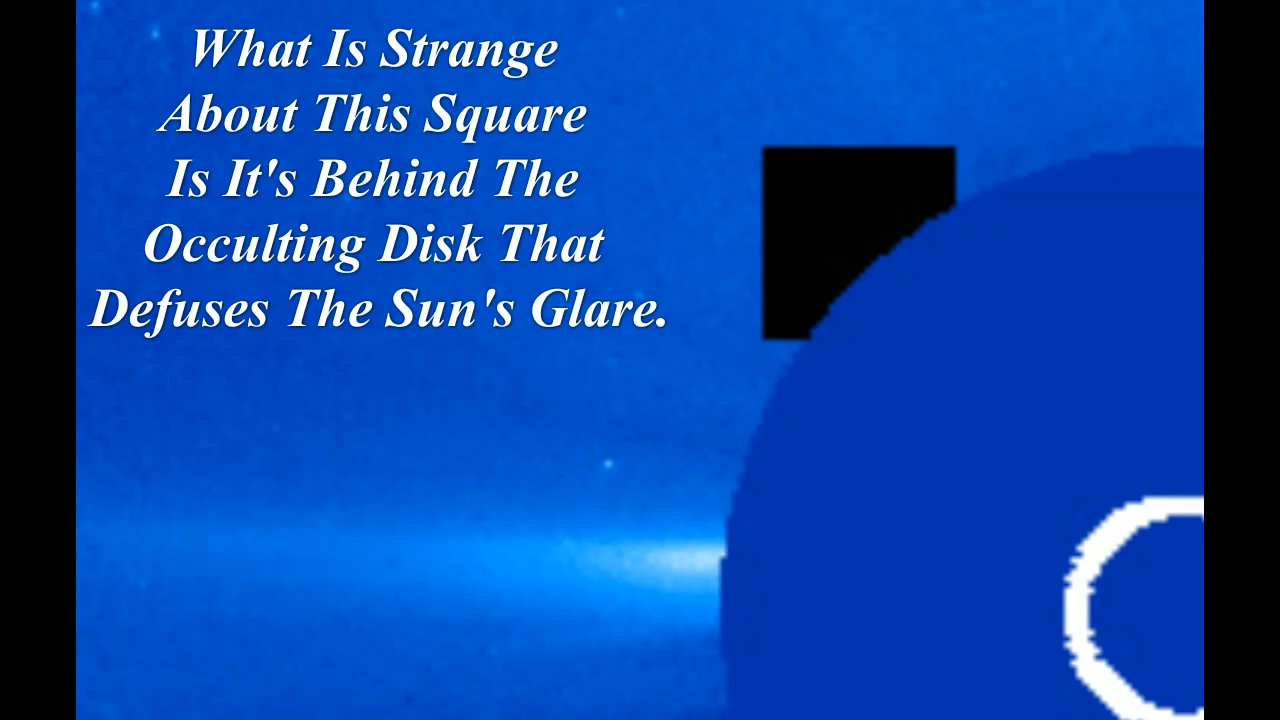 What Is Strange
About This Square
Is It's Behind The
Occulting Disk That
Defuses The Sun's Glare.